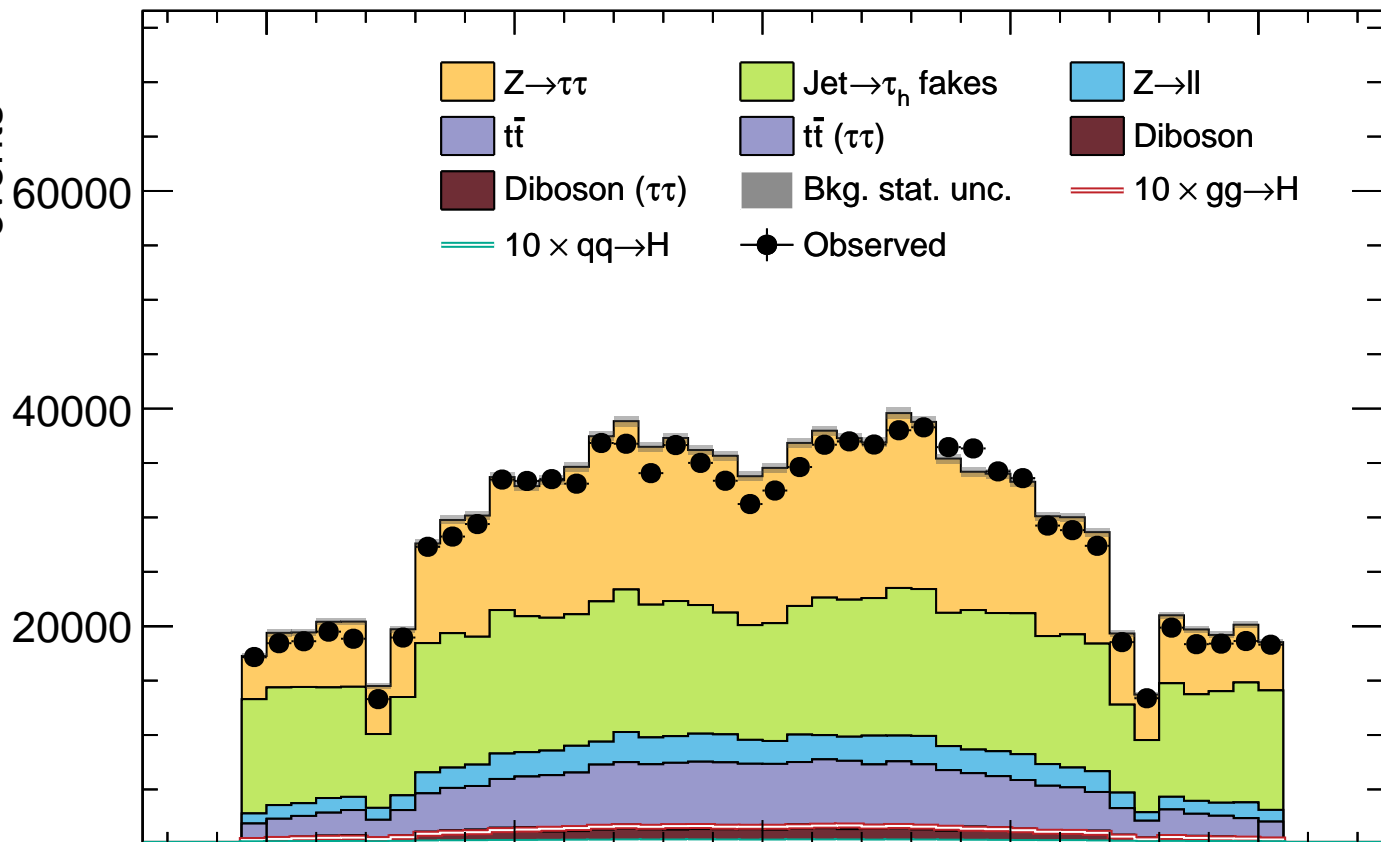 Z→ττ Jet→τh fakes Z→ll
tt̄ tt̄ (ττ) Diboson
Diboson (ττ) Bkg. stat. unc. 10 × gg→H
10 × qq→H Observed
60000
40000
20000